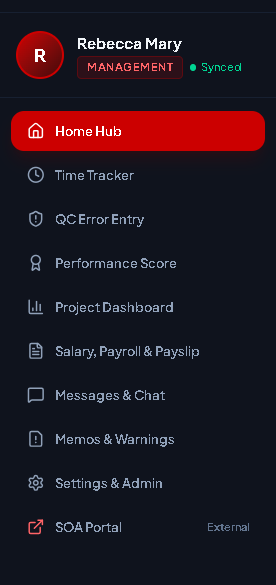 R
Rebecca Mary
MANAGEMENT
Synced
Home Hub
Time Tracker
QC Error Entry
Performance Score
Project Dashboard
Salary, Payroll & Payslip
Messages & Chat
Memos & Warnings
Settings & Admin
SOA Portal External